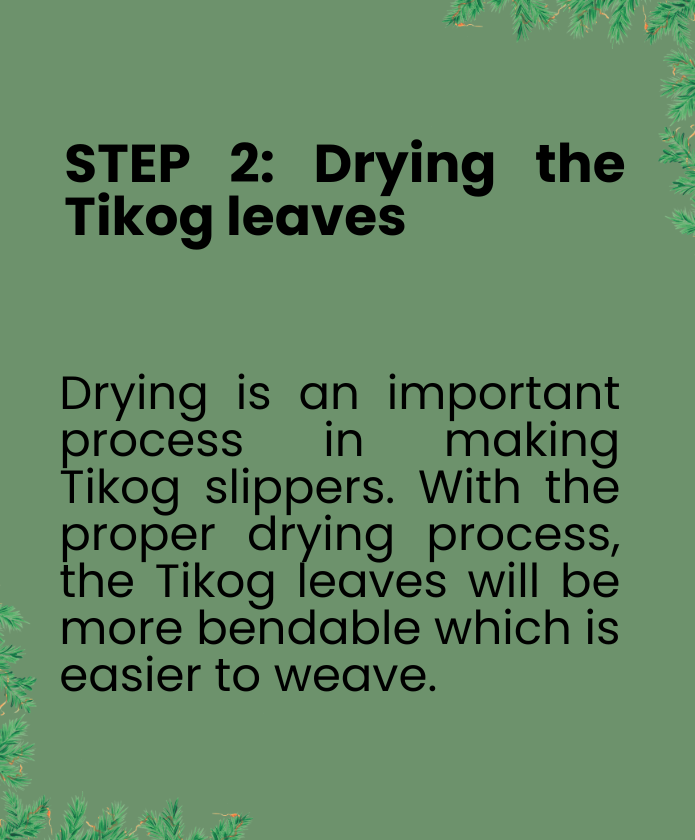 STEP 2: Drying the
Tikog leaves
Drying is an important
process in making
Tikog slippers. With the
proper drying process,
the Tikog leaves will be
more bendable which is
easier to weave.